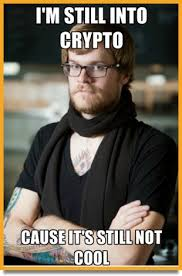 I'M STILL INTO
CRYPTO
CAUSE IT'S STILL NOT
COOL